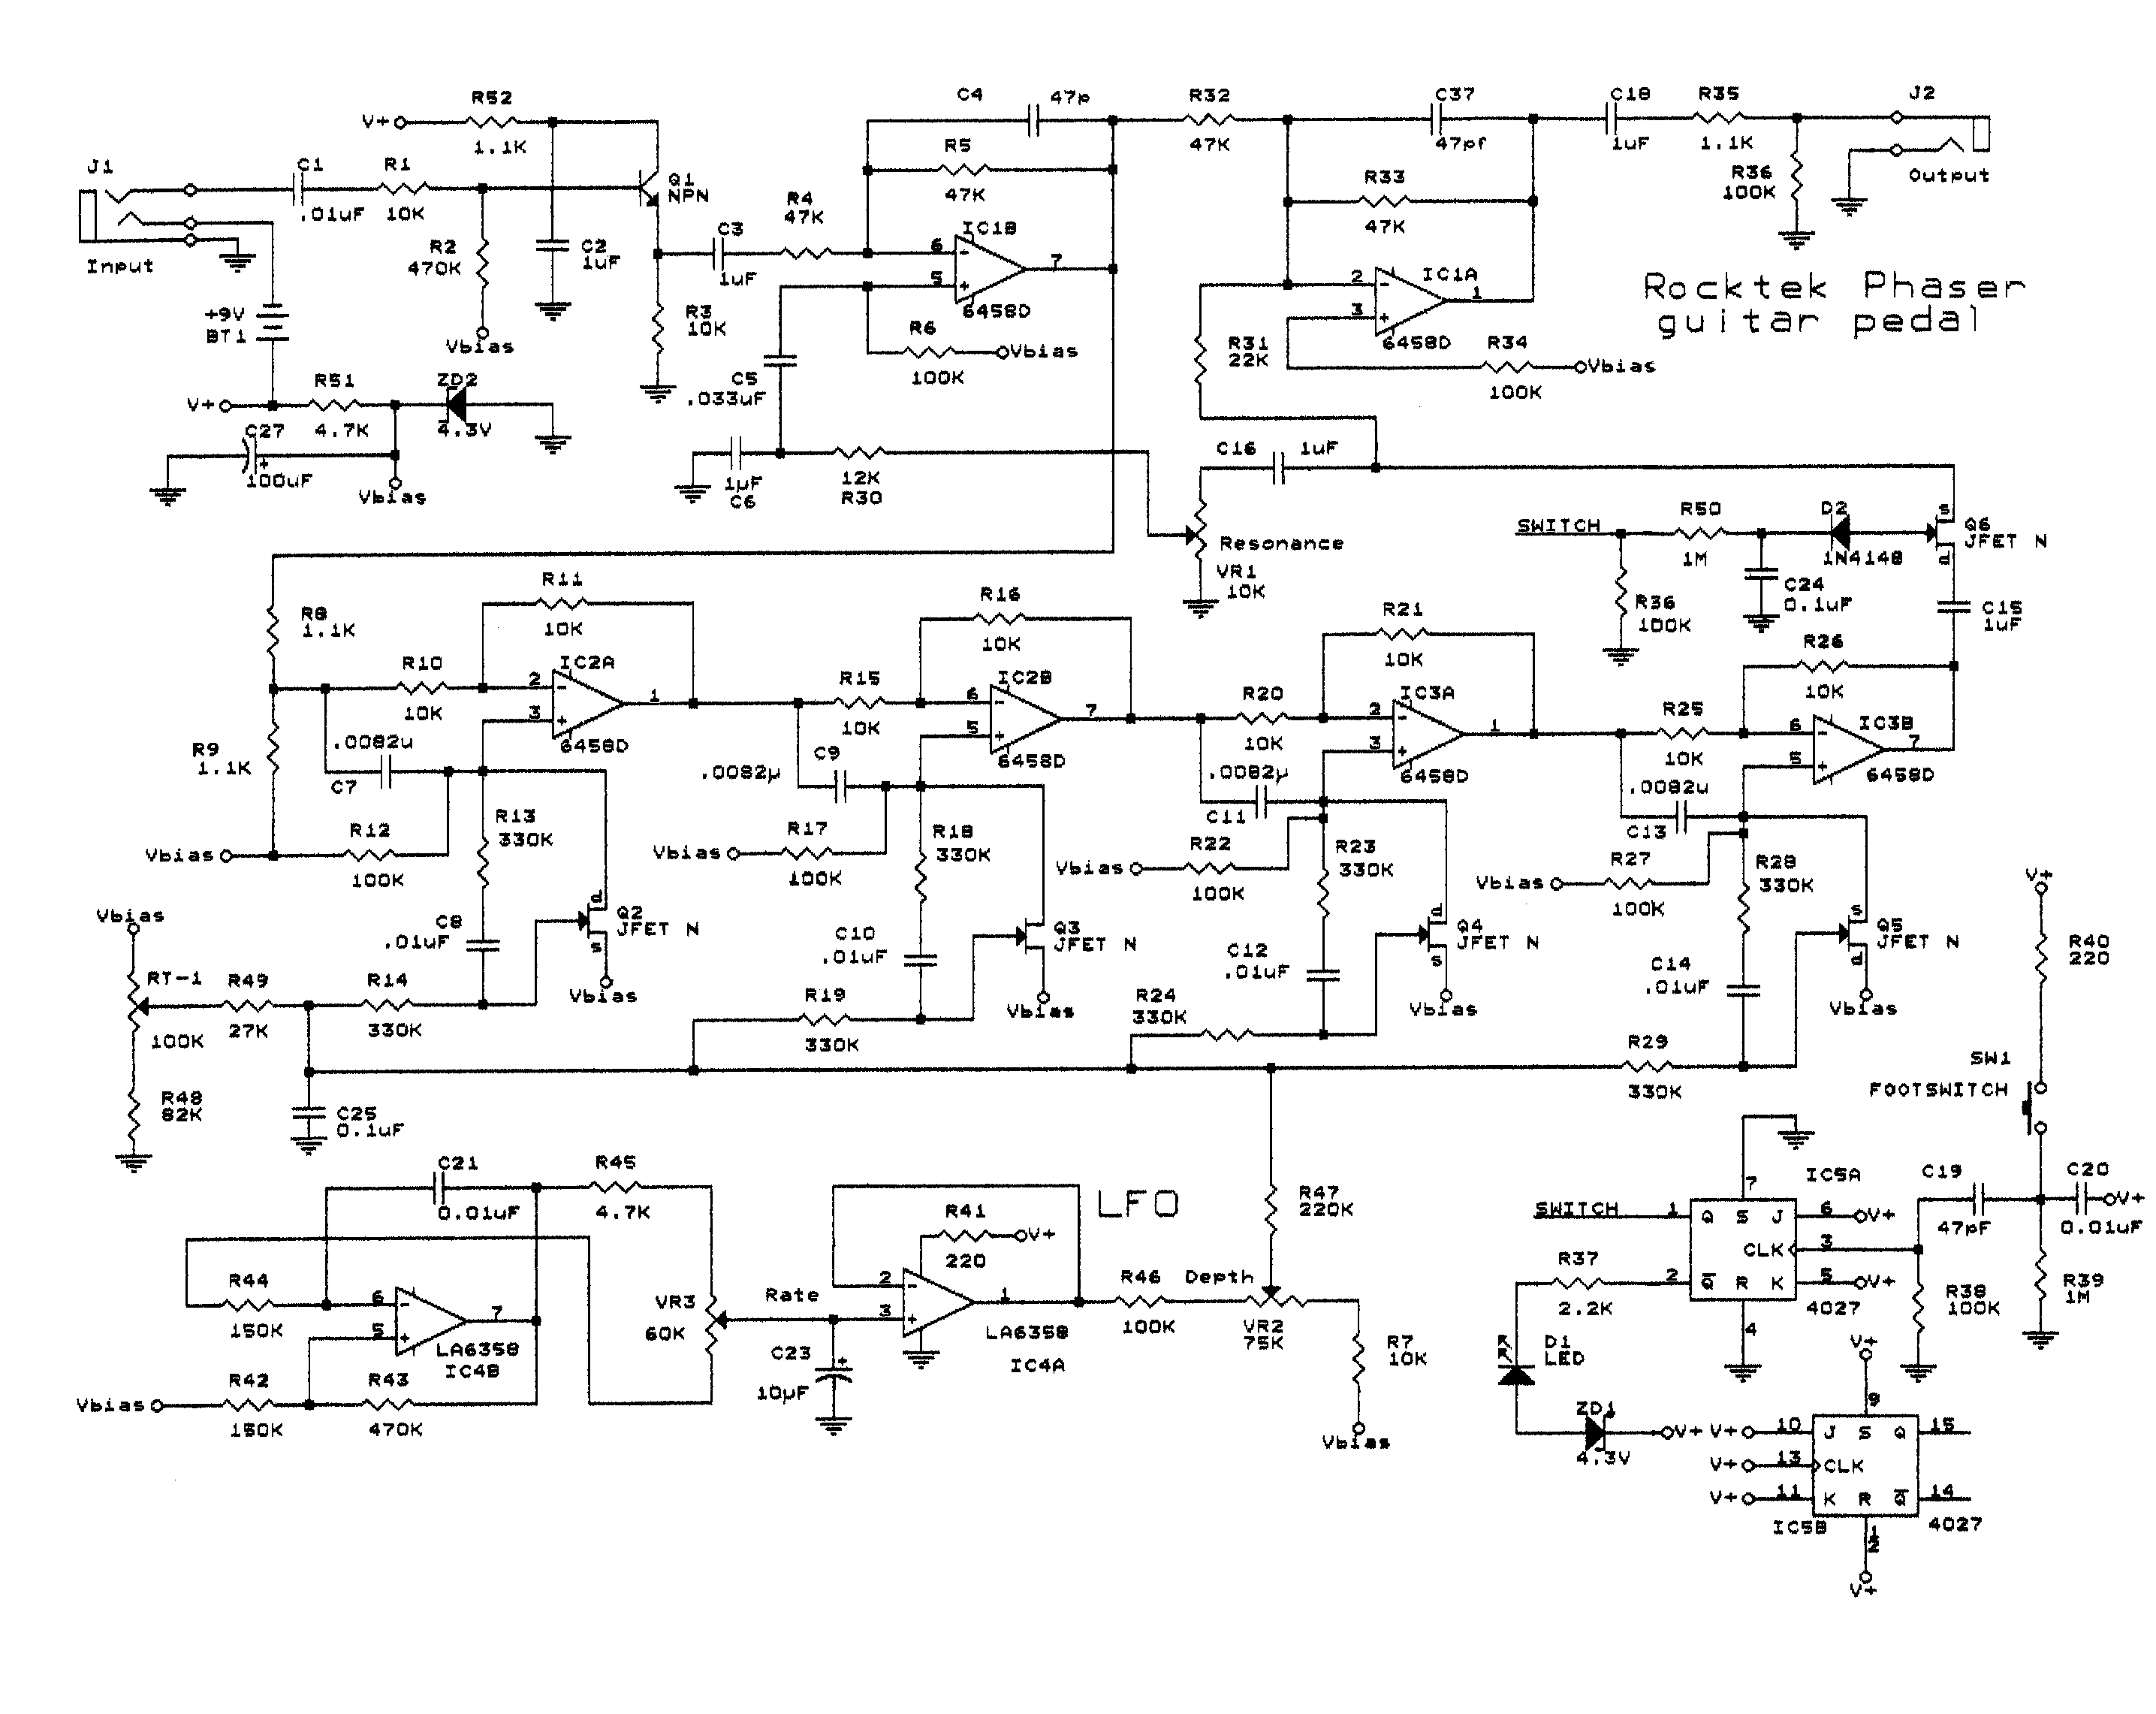 R52
C4
47p
R32
C37
C18
R35
J2
V+
1.1K
47K
47pf
1uF
1.1K
J1
C1
R1
Q1
NPN
R5
47K
R33
47K
R36
100K
Output
.01uF
10K
R4
47K
R2
470K
C2
1uF
C3
1uF
6
IC1B
7
5
6458D
Input
Rocktek Phaser
guitar pedal
2
IC1A
1
3
6458D
+9V
BT1
Vbias
R3
10K
R6
Vbias
100K
R31
22K
R34
Vbias
100K
C5
.033uF
V+
R51
4.7K
ZD2
4.3V
C27
+
100uF
Vbias
1µF
C6
12K
R30
C16
1uF
SWITCH
R50
1M
D2
1N4148
s
Q6
JFET N
d
Resonance
VR1
10K
C24
0.1uF
R36
100K
C15
1uF
R8
1.1K
R11
10K
R16
10K
R21
10K
R26
10K
R10
10K
2
IC2A
1
3
6458D
R15
10K
6
IC2B
7
5
6458D
R20
10K
2
IC3A
1
3
6458D
R25
10K
6
IC3B
7
5
6458D
R9
1.1K
.0082u
C7
.0082µ
C9
.0082µ
C11
.0082u
C13
Vbias
R12
100K
R13
330K
Vbias
R17
100K
R18
330K
Vbias
R22
100K
R23
330K
Vbias
R27
100K
R28
330K
V+
Vbias
d
Q2
JFET N
s
Vbias
C8
.01uF
C10
.01uF
Q3
JFET N
Vbias
C12
.01uF
d
Q4
JFET N
s
Vbias
C14
.01uF
s
Q5
JFET N
d
Vbias
R40
220
RT-1
100K
R49
27K
R14
330K
R19
330K
R24
330K
R29
330K
SW1
FOOTSWITCH
R48
82K
C25
0.1uF
C21
0.01uF
R45
4.7K
LFO
R41
220
V+
R47
220K
7
IC5A
C19
47pF
C20
V+
0.01uF
SWITCH
1
Q
S
J
6
V+
CLK
3
R37
2.2K
2
Q
R
K
5
V+
4027
4
R38
100K
R39
1M
R44
150K
6
7
5
LA6358
IC4B
VR3
60K
Rate
2
1
3
LA6358
IC4A
R46
100K
Depth
VR2
75K
R7
10K
Vbias
C23
+
10µF
Vbias
R42
150K
R43
470K
D1
LED
ZD1
4.3V
V+
V+
9
V+
10
J
S
Q
15
V+
13
CLK
V+
11
K
R
Q
14
IC5B
4027
12
V+